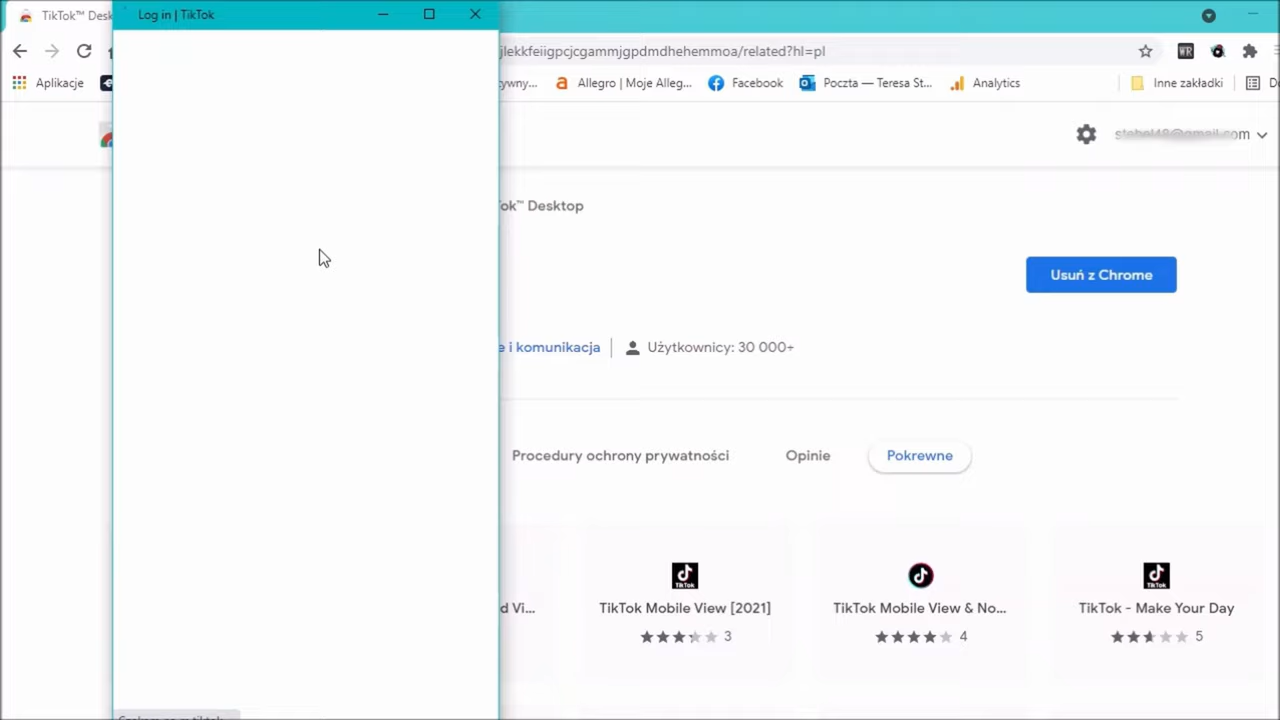 TikTok™ Desk
Log in | TikTok
jlekkfeiigpcjcgammjgpdmdhehemmoa/related?hl=pl
Aplikacje
ywny...
Allegro | Moje Alleg...
Facebook
Poczta — Teresa St...
Analytics
Inne zakładki
ok™ Desktop
Usuń z Chrome
e i komunikacja
Użytkownicy: 30 000+
Procedury ochrony prywatności
Opinie
Pokrewne
d Vi...
TikTok Mobile View [2021]
3
TikTok Mobile View & No...
4
TikTok - Make Your Day
5